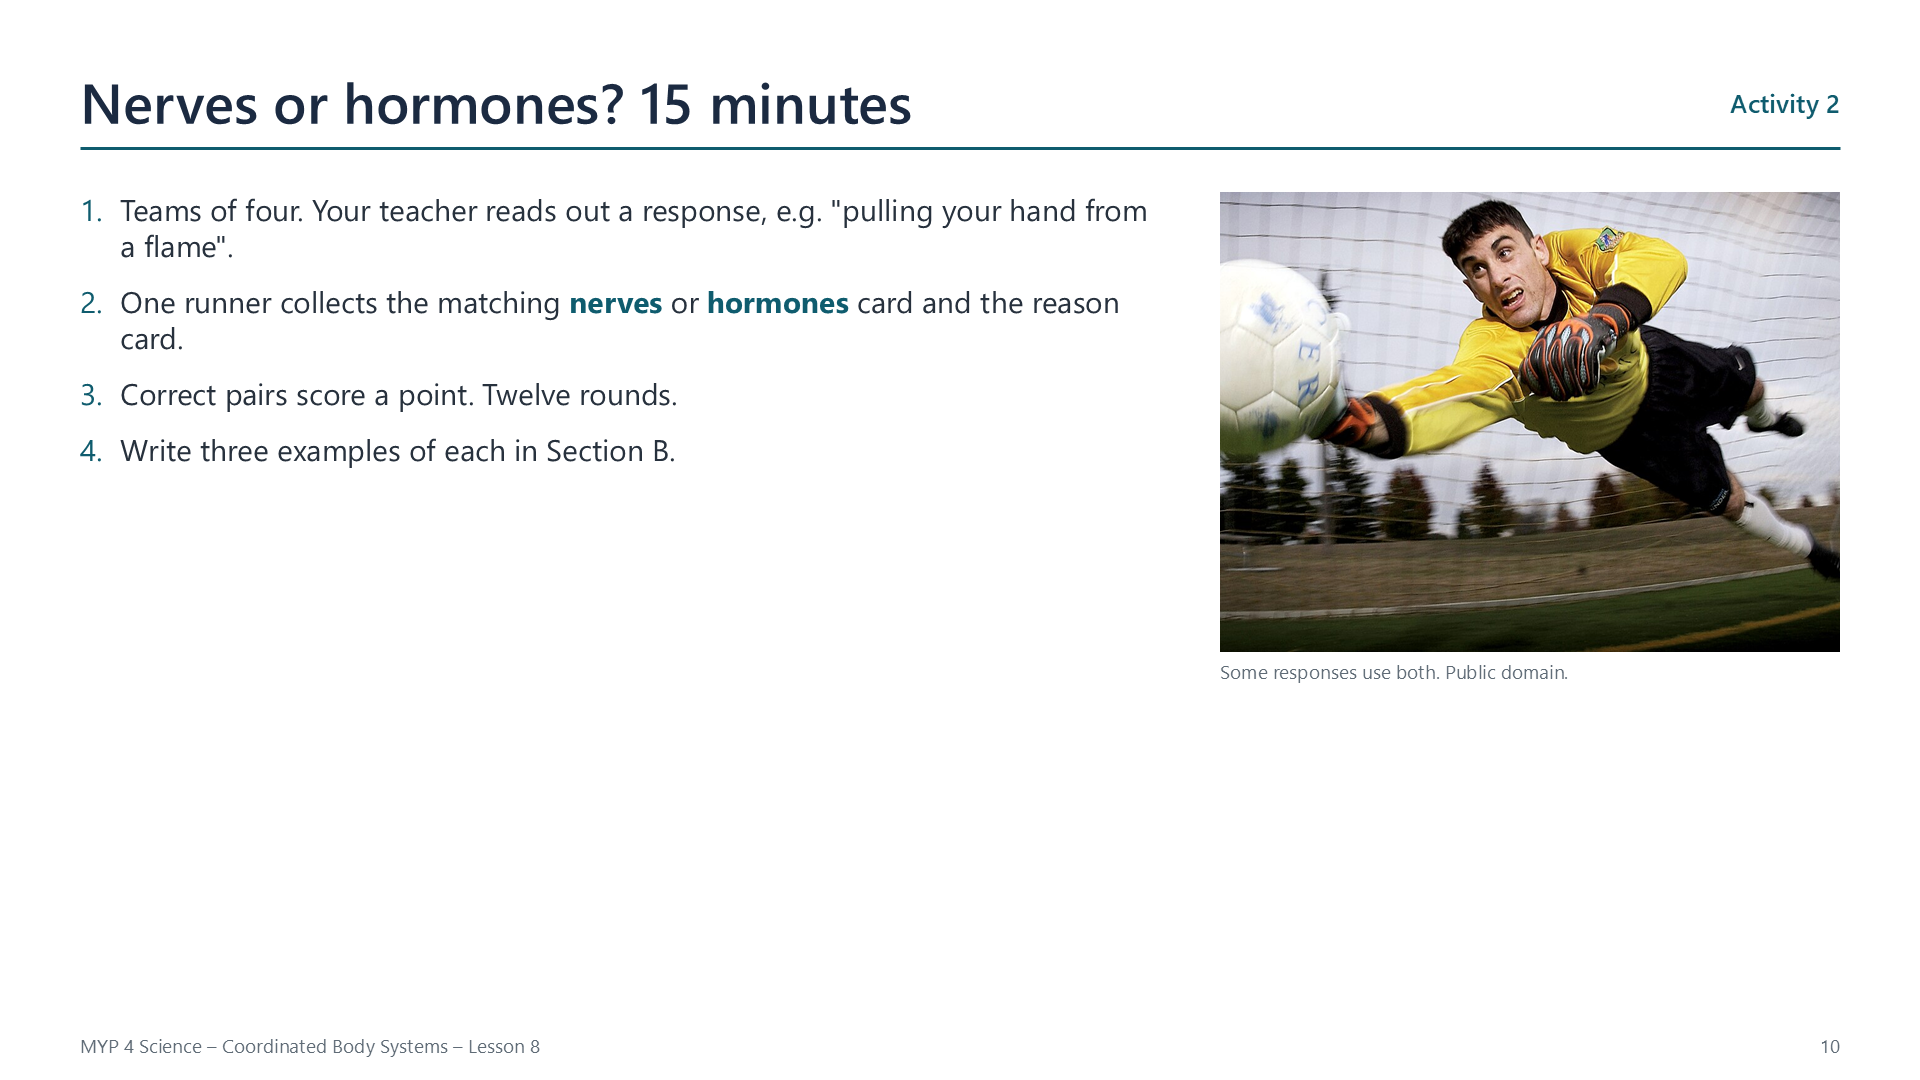 Nerves or hormones? 15 minutes
Activity 2
1. Teams of four. Your teacher reads out a response, e.g. "pulling your hand from
a flame".
2. One runner collects the matching nerves or hormones card and the reason
card.
3. Correct pairs score a point. Twelve rounds.
4. Write three examples of each in Section B.
Some responses use both. Public domain.
MYP 4 Science – Coordinated Body Systems – Lesson 8
10